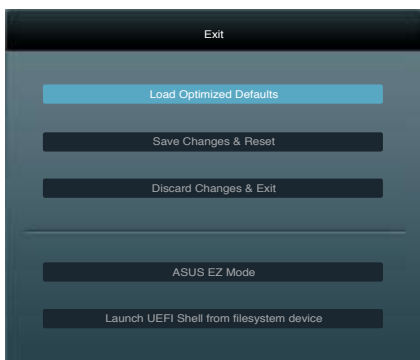 Exit
Load Optimized Defaults
Save Changes & Reset
Discard Changes & Exit
ASUS EZ Mode
Launch UEFI Shell from filesystem device